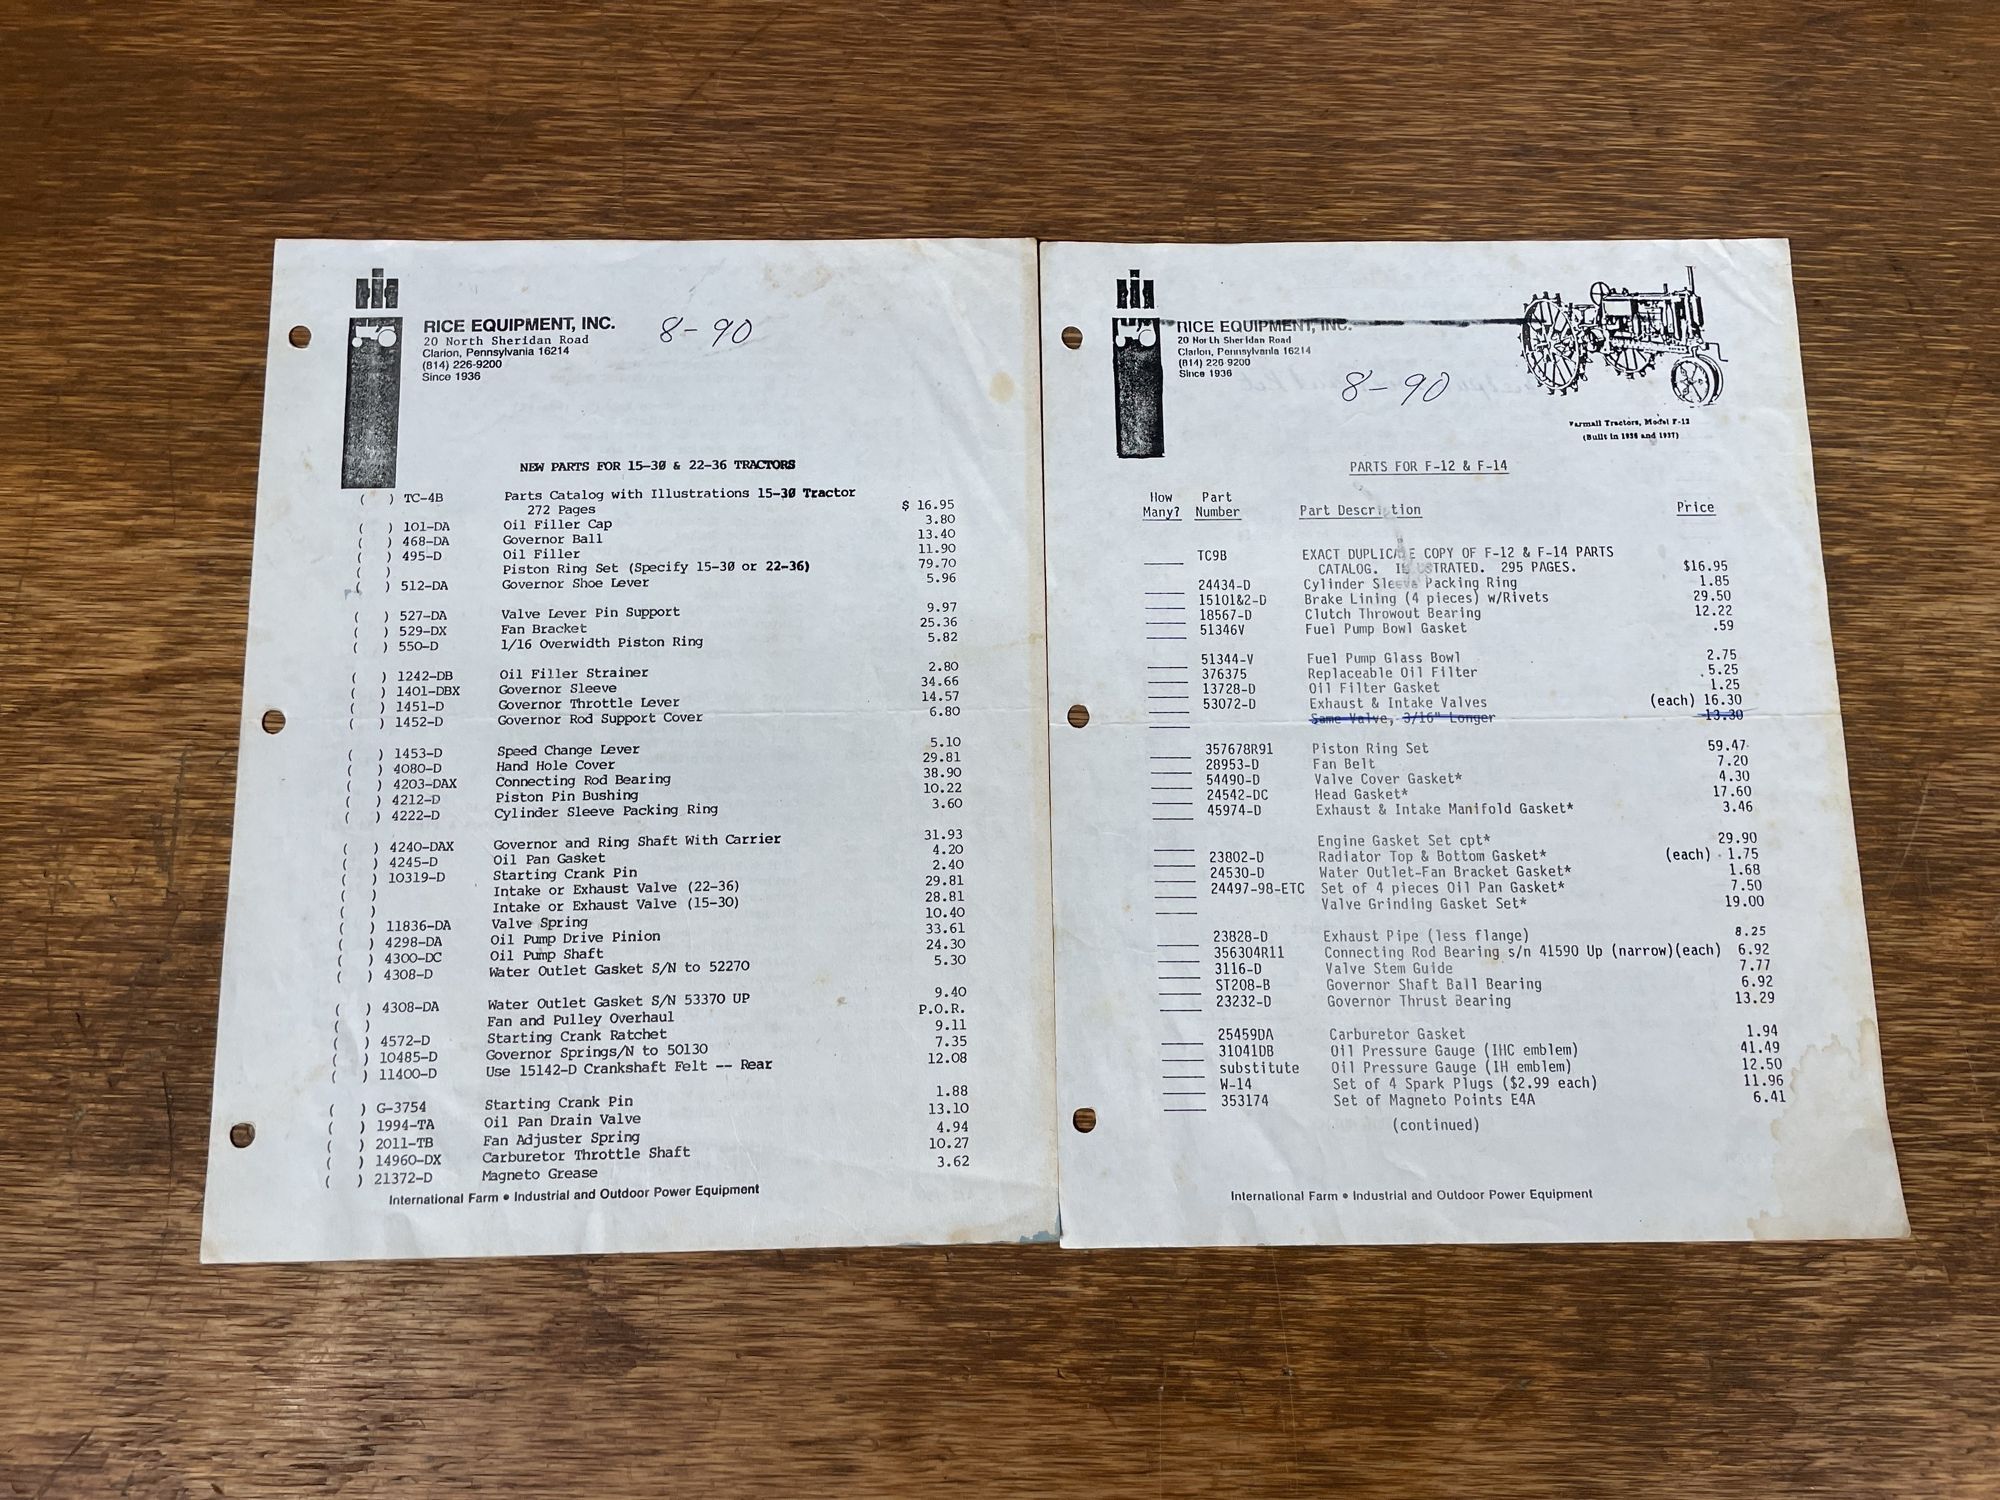 RICE EQUIPMENT, INC.
20 North Sheridan Road
Clarion, Pennsylvania 16214
(814) 226-9200
Since 1936
8-90
NEW PARTS FOR 15-30 & 22-36 TRACTORS
( ) TC-4B Parts Catalog with Illustrations 15-30 Tractor
272 Pages $ 16.95
( ) 101-DA Oil Filler Cap 3.80
( ) 468-DA Governor Ball 13.40
( ) 495-D Oil Filler 11.90
( ) Piston Ring Set (Specify 15-30 or 22-36) 79.70
( ) 512-DA Governor Shoe Lever 5.96
( ) 527-DA Valve Lever Pin Support 9.97
( ) 529-DX Fan Bracket 25.36
( ) 550-D 1/16 Overwidth Piston Ring 5.82
( ) 1242-DB Oil Filler Strainer 2.80
( ) 1401-DBX Governor Sleeve 34.66
( ) 1451-D Governor Throttle Lever 14.57
( ) 1452-D Governor Rod Support Cover 6.80
( ) 1453-D Speed Change Lever 5.10
( ) 4080-D Hand Hole Cover 29.81
( ) 4203-DAX Connecting Rod Bearing 38.90
( ) 4212-D Piston Pin Bushing 10.22
( ) 4222-D Cylinder Sleeve Packing Ring 3.60
( ) 4240-DAX Governor and Ring Shaft With Carrier 31.93
( ) 4245-D Oil Pan Gasket 4.20
( ) 10319-D Starting Crank Pin 2.40
( ) Intake or Exhaust Valve (22-36) 29.81
( ) Intake or Exhaust Valve (15-30) 28.81
( ) 11836-DA Valve Spring 10.40
( ) 4298-DA Oil Pump Drive Pinion 33.61
( ) 4300-DC Oil Pump Shaft 24.30
( ) 4308-D Water Outlet Gasket S/N to 52270 5.30
( ) 4308-DA Water Outlet Gasket S/N 53370 UP 9.40
( ) Fan and Pulley Overhaul P.O.R.
( ) 4572-D Starting Crank Ratchet 9.11
( ) 10485-D Governor Springs/N to 50130 7.35
( ) 11400-D Use 15142-D Crankshaft Felt -- Rear 12.08
( ) G-3754 Starting Crank Pin 1.88
( ) 1994-TA Oil Pan Drain Valve 13.10
( ) 2011-TB Fan Adjuster Spring 4.94
( ) 14960-DX Carburetor Throttle Shaft 10.27
( ) 21372-D Magneto Grease 3.62
International Farm • Industrial and Outdoor Power Equipment
RICE EQUIPMENT, INC.
20 North Sheridan Road
Clarion, Pennsylvania 16214
(814) 226-9200
Since 1936
8-90
Farmall Tractors, Model F-12
(Built in 1936 and 1937)
PARTS FOR F-12 & F-14
How Part
Many? Number Part Description Price
TC9B EXACT DUPLICATE COPY OF F-12 & F-14 PARTS
CATALOG. ILLUSTRATED. 295 PAGES. $16.95
24434-D Cylinder Sleeve Packing Ring 1.85
15101&2-D Brake Lining (4 pieces) w/Rivets 29.50
18567-D Clutch Throwout Bearing 12.22
51346V Fuel Pump Bowl Gasket .59
51344-V Fuel Pump Glass Bowl 2.75
376375 Replaceable Oil Filter 5.25
13728-D Oil Filter Gasket 1.25
53072-D Exhaust & Intake Valves (each) 16.30
Same Valve, 3/16" Longer 13.30
357678R91 Piston Ring Set 59.47
28953-D Fan Belt 7.20
54490-D Valve Cover Gasket* 4.30
24542-DC Head Gasket* 17.60
45974-D Exhaust & Intake Manifold Gasket* 3.46
Engine Gasket Set cpt* 29.90
23802-D Radiator Top & Bottom Gasket* (each) 1.75
24530-D Water Outlet-Fan Bracket Gasket* 1.68
24497-98-ETC Set of 4 pieces Oil Pan Gasket* 7.50
Valve Grinding Gasket Set* 19.00
23828-D Exhaust Pipe (less flange) 8.25
356304R11 Connecting Rod Bearing s/n 41590 Up (narrow)(each) 6.92
3116-D Valve Stem Guide 7.77
ST208-B Governor Shaft Ball Bearing 6.92
23232-D Governor Thrust Bearing 13.29
25459DA Carburetor Gasket 1.94
31041DB Oil Pressure Gauge (IHC emblem) 41.49
substitute Oil Pressure Gauge (IH emblem) 12.50
W-14 Set of 4 Spark Plugs ($2.99 each) 11.96
353174 Set of Magneto Points E4A 6.41
(continued)
International Farm • Industrial and Outdoor Power Equipment